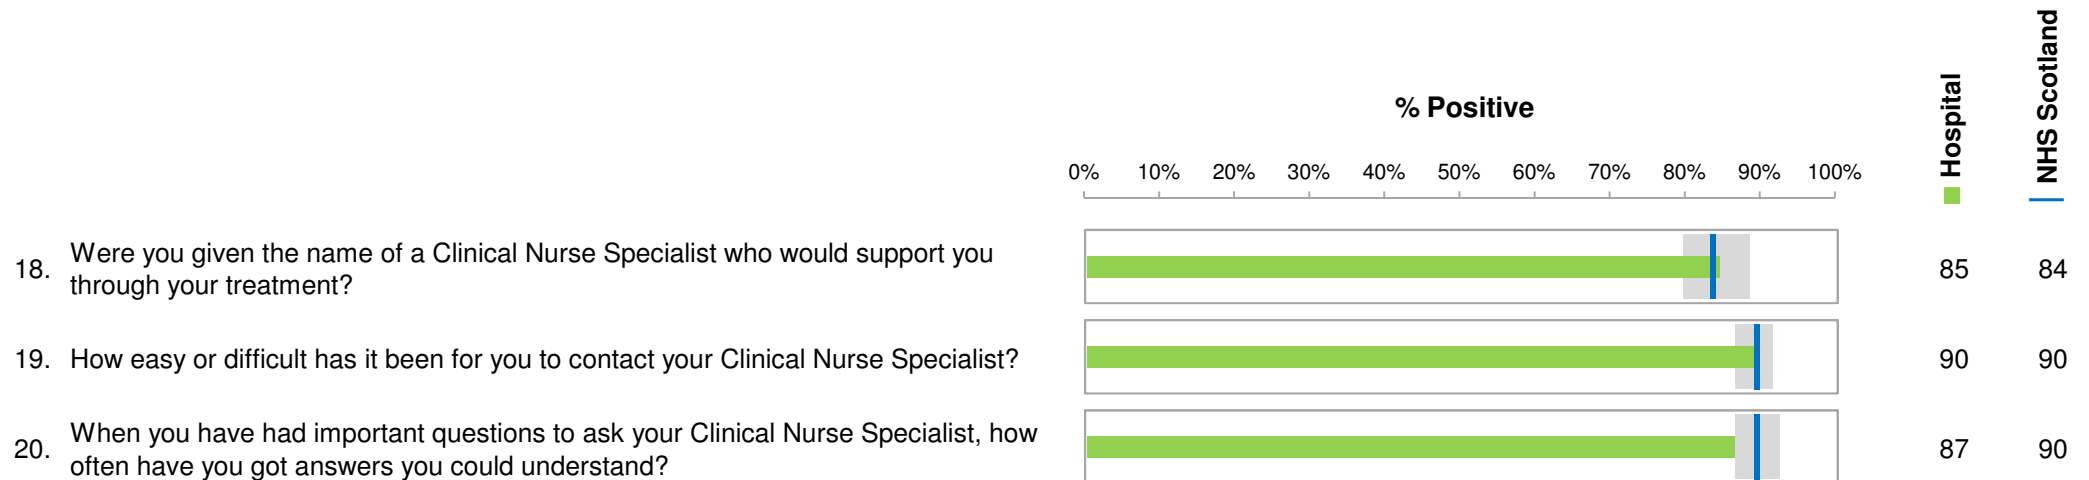 % Positive
Hospital
NHS Scotland
0% 10% 20% 30% 40% 50% 60% 70% 80% 90% 100%
18. Were you given the name of a Clinical Nurse Specialist who would support you
through your treatment?
85 84
19. How easy or difficult has it been for you to contact your Clinical Nurse Specialist? 90 90
20. When you have had important questions to ask your Clinical Nurse Specialist, how
often have you got answers you could understand?
87 90